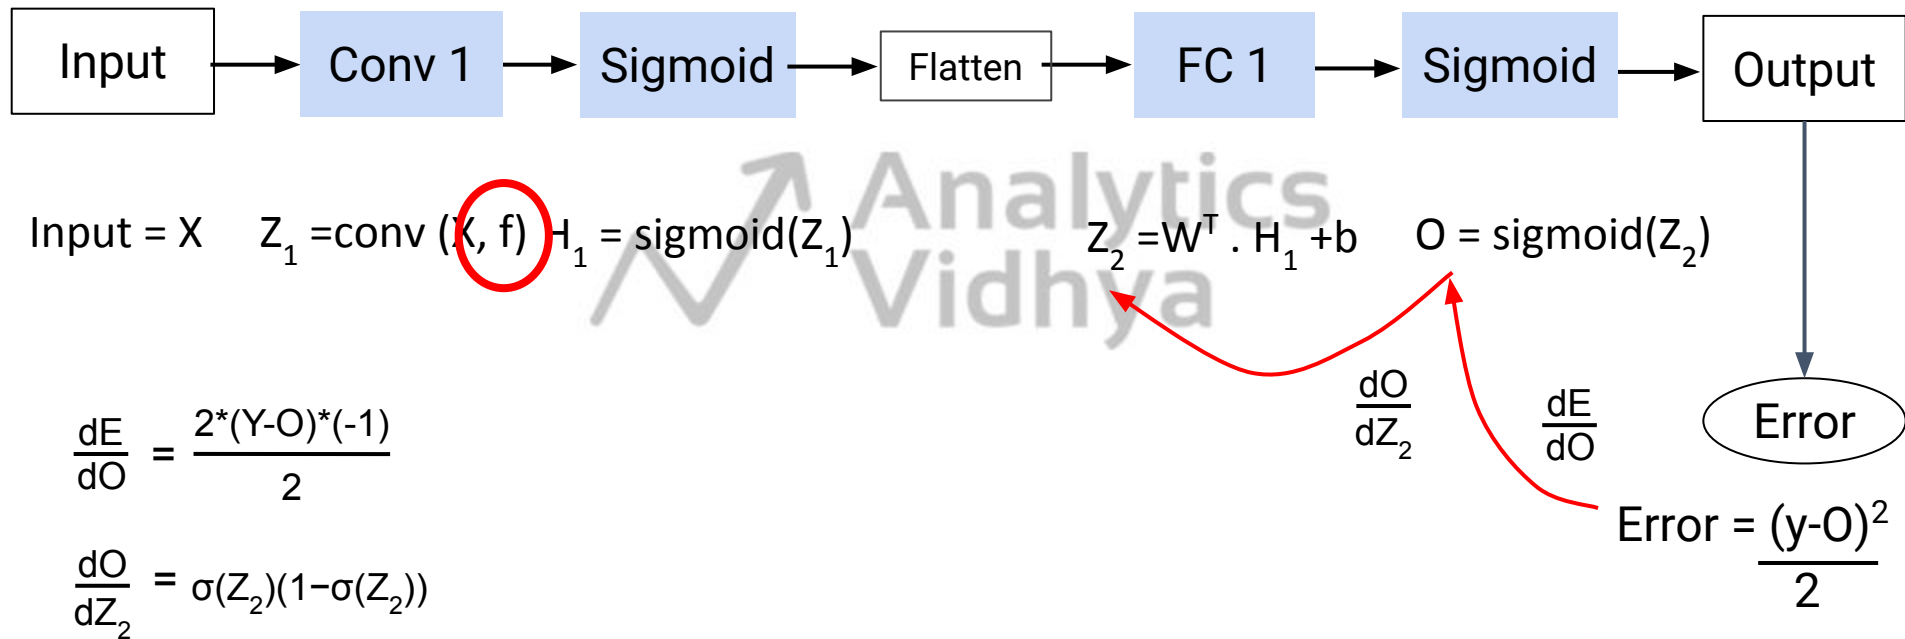 Input Conv 1 Sigmoid Flatten FC 1 Sigmoid Output
Analytics
Vidhya
Input = X Z₁ =conv (X, f) H₁ = sigmoid(Z₁) Z₂ =Wᵀ . H₁ +b O = sigmoid(Z₂)
dO/dZ₂ dE/dO
Error
dE/dO = 2*(Y-O)*(-1)/2
Error = (y-O)²/2
dO/dZ₂ = σ(Z₂)(1−σ(Z₂))